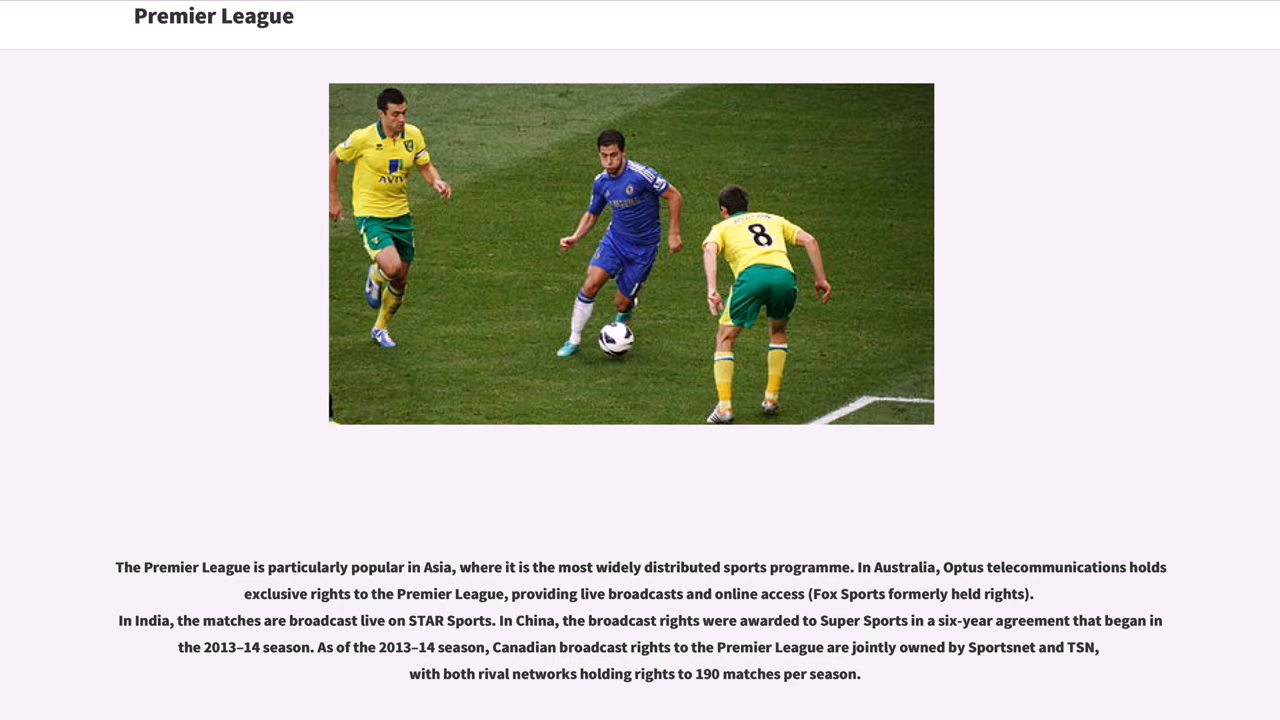 Premier League
AVIVA
SAMSUNG
8
The Premier League is particularly popular in Asia, where it is the most widely distributed sports programme. In Australia, Optus telecommunications holds
exclusive rights to the Premier League, providing live broadcasts and online access (Fox Sports formerly held rights).
In India, the matches are broadcast live on STAR Sports. In China, the broadcast rights were awarded to Super Sports in a six-year agreement that began in
the 2013–14 season. As of the 2013–14 season, Canadian broadcast rights to the Premier League are jointly owned by Sportsnet and TSN,
with both rival networks holding rights to 190 matches per season.